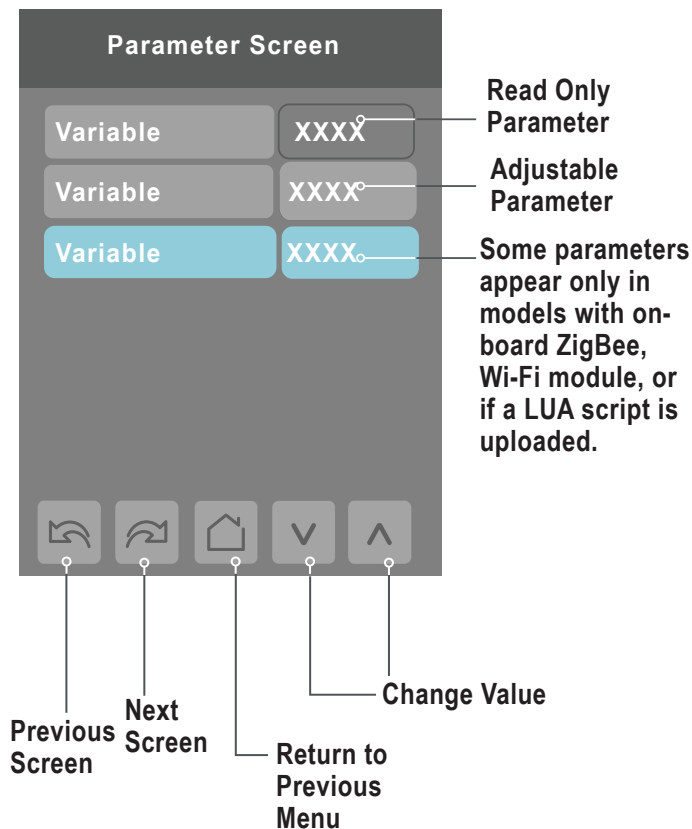 Parameter Screen
Variable XXXX
Read Only
Parameter
Variable XXXX
Adjustable
Parameter
Variable XXXX
Some parameters
appear only in
models with on-
board ZigBee,
Wi-Fi module, or
if a LUA script is
uploaded.
Previous
Screen
Next
Screen
Return to
Previous
Menu
Change Value